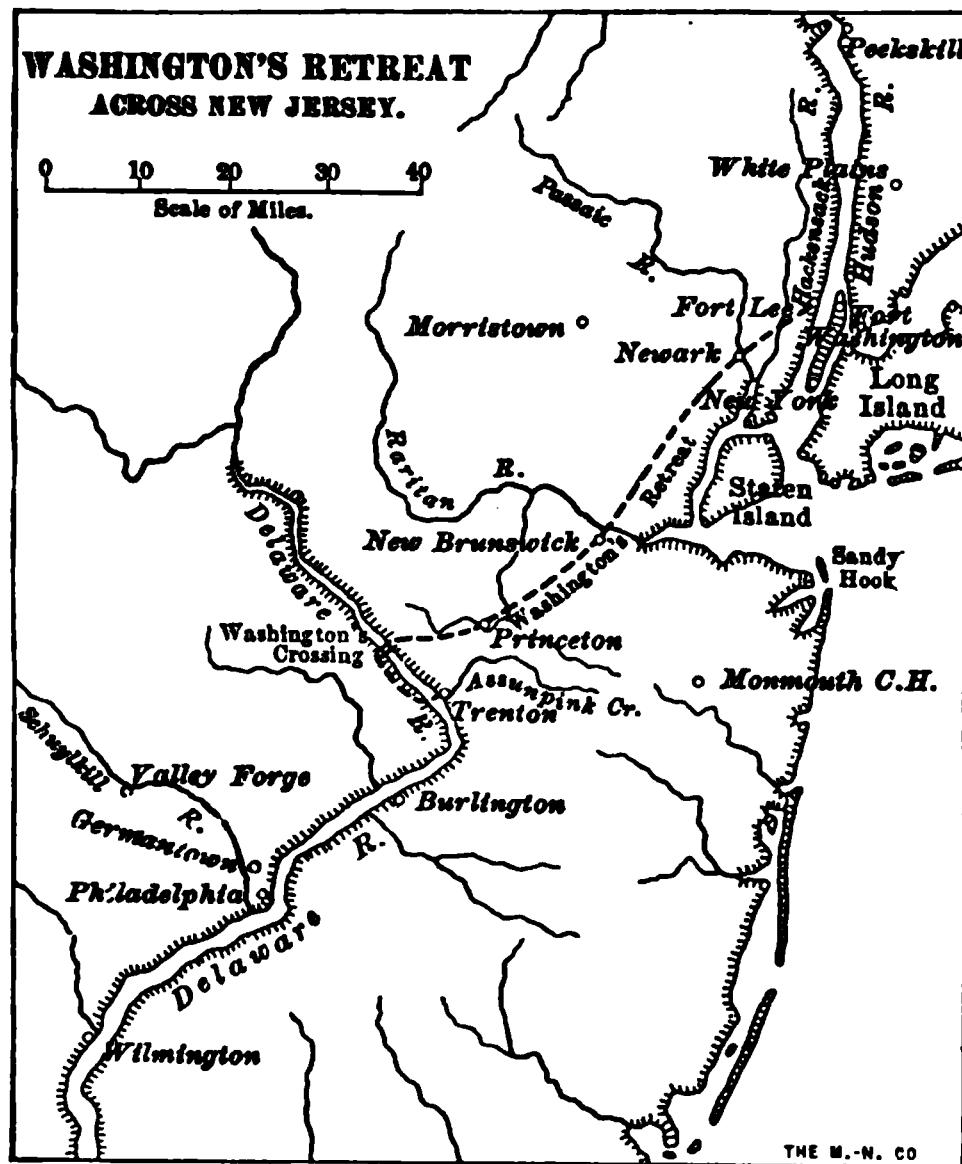 WASHINGTON'S RETREAT
ACROSS NEW JERSEY.
0 10 20 30 40
Scale of Miles.
Peekskill
R.
R.
White Plains
Passaic
R.
Hackensack
Hudson
Fort Lee
Fort
Washington
Morristown
Newark
New York
Long
Island
Raritan
R.
Retreat
Staten
Island
New Brunswick
Washington's
Sandy
Hook
Delaware
R.
Washington's
Crossing
Princeton
Assunpink Cr.
Trenton
Monmouth C.H.
Schuylkill
R.
Valley Forge
Burlington
Germantown
Philadelphia
Delaware
R.
Wilmington
THE M.-N. CO